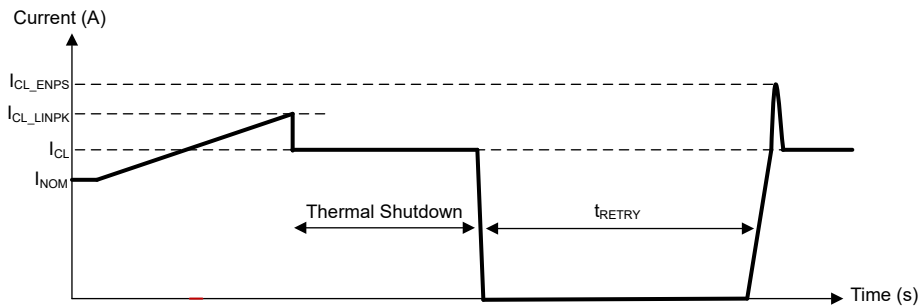 Current (A)
I_CL_ENPS
I_CL_LINPK
I_CL
I_NOM
Thermal Shutdown
t_RETRY
Time (s)